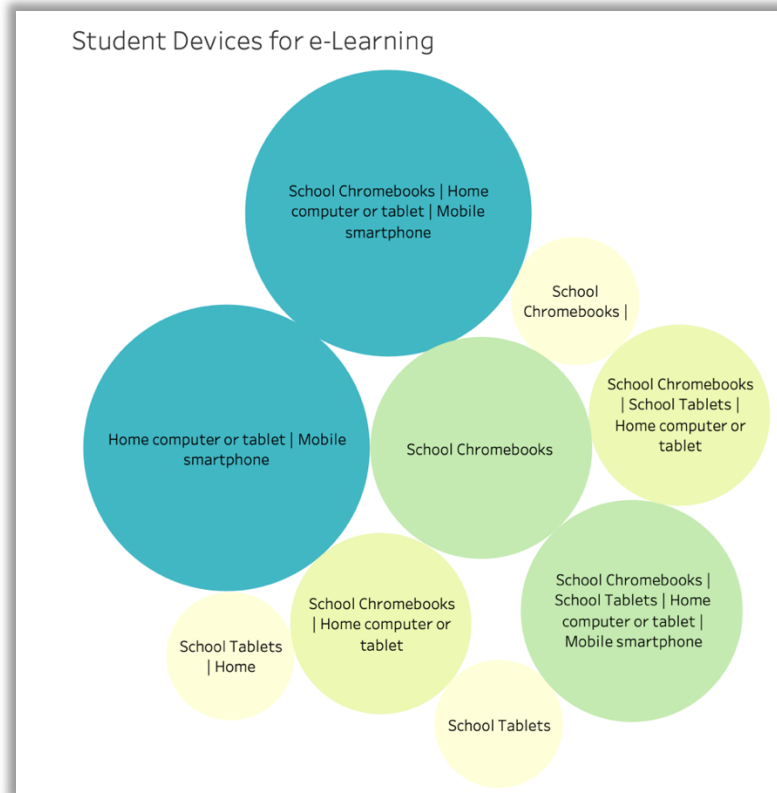 Student Devices for e-Learning
School Chromebooks | Home
computer or tablet | Mobile
smartphone
School
Chromebooks |
School Chromebooks
| School Tablets |
Home computer or
tablet
Home computer or tablet | Mobile
smartphone
School Chromebooks
School Chromebooks |
School Tablets | Home
computer or tablet |
Mobile smartphone
School Chromebooks
| Home computer or
tablet
School Tablets
| Home
School Tablets